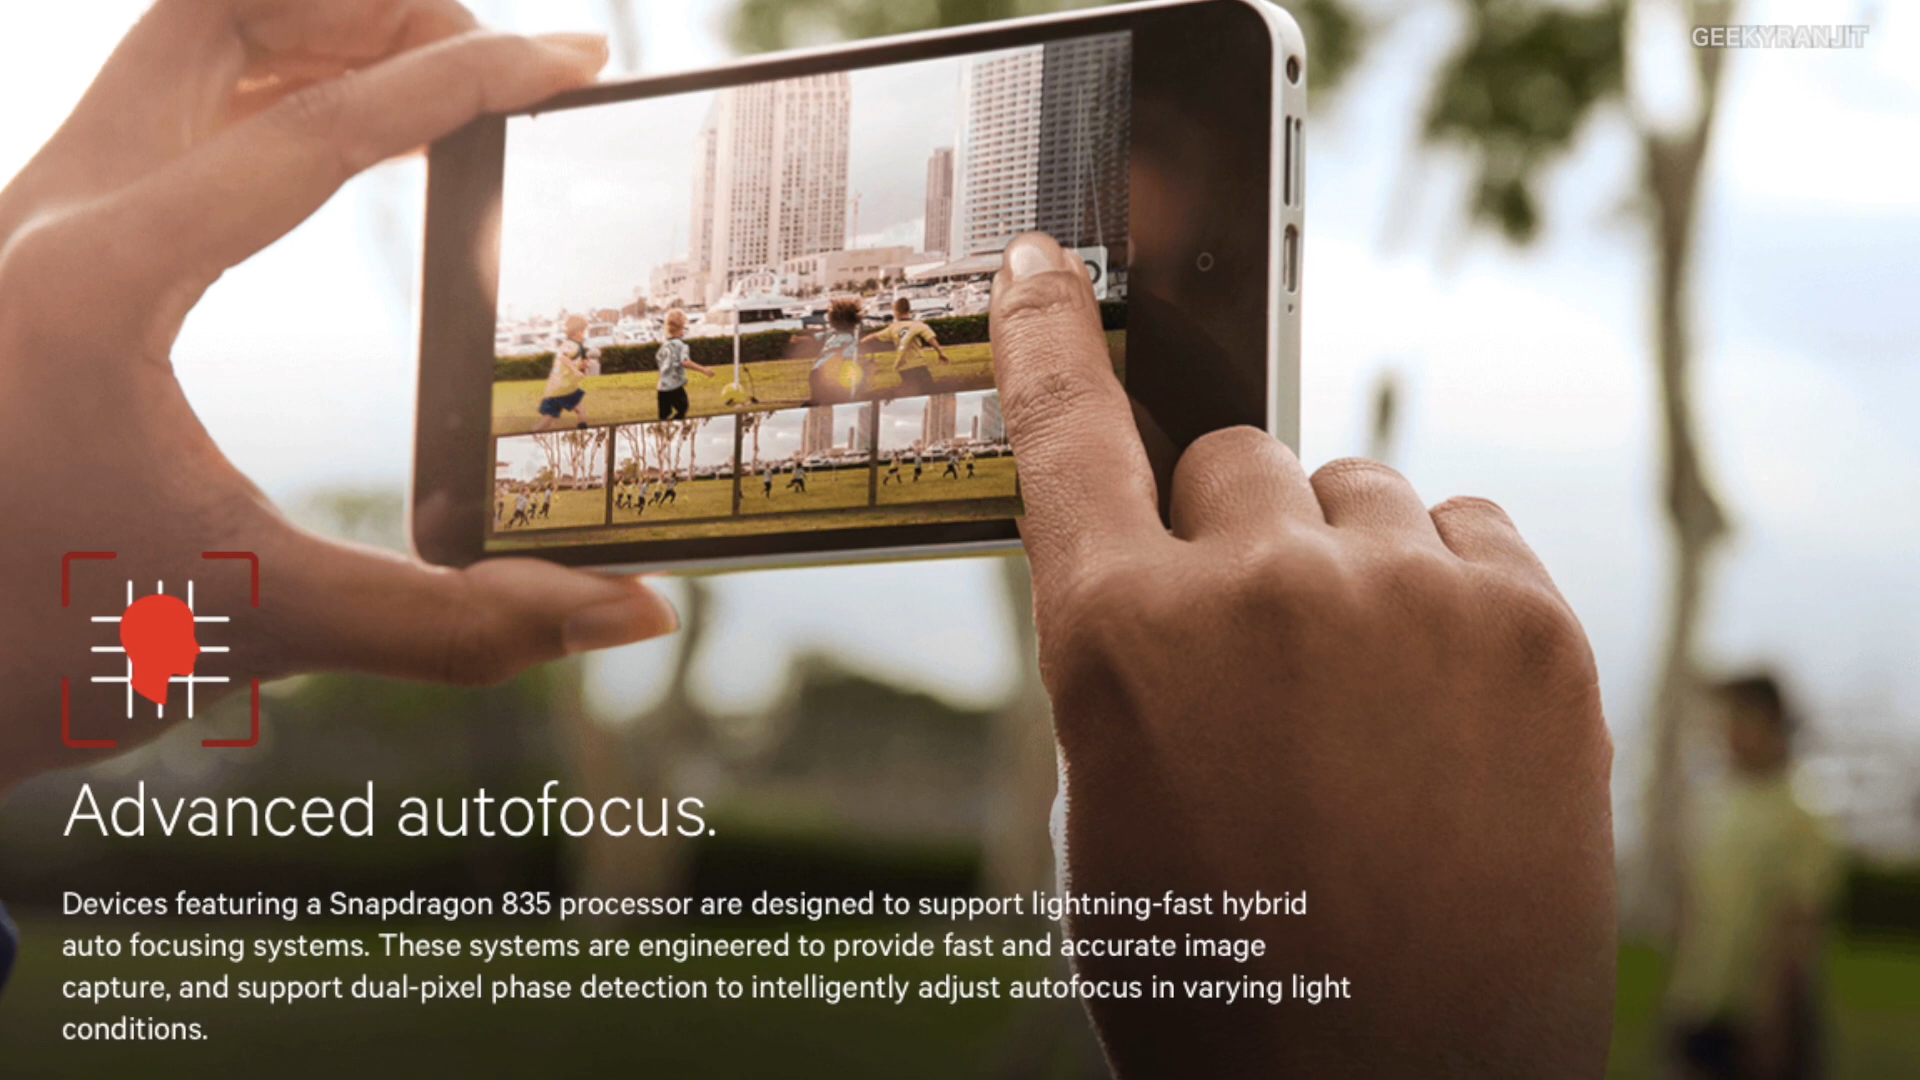 GEEKYRANJIT
Advanced autofocus.
Devices featuring a Snapdragon 835 processor are designed to support lightning-fast hybrid
auto focusing systems. These systems are engineered to provide fast and accurate image
capture, and support dual-pixel phase detection to intelligently adjust autofocus in varying light
conditions.